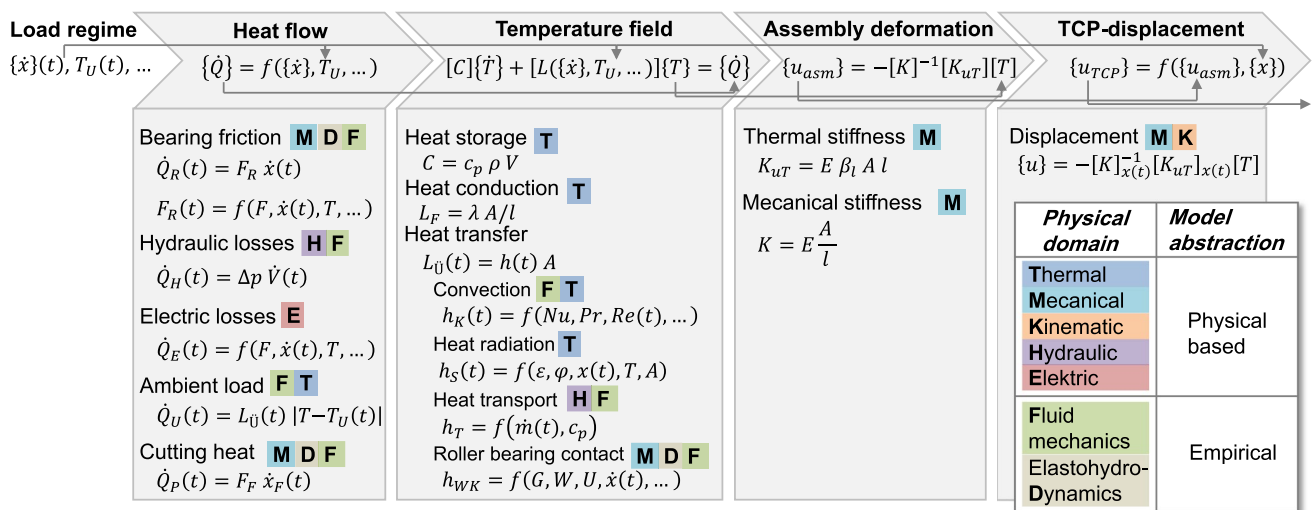 Load regime
{ẋ}(t), T_U(t), ...
Heat flow
{Q̇} = f({ẋ}, T_U, ...)
Temperature field
[C]{Ṫ} + [L({ẋ}, T_U, ...)]{T} = {Q̇}
Assembly deformation
{u_asm} = −[K]⁻¹[K_uT][T]
TCP-displacement
{u_TCP} = f({u_asm}, {x})
Bearing friction M D F
Q̇_R(t) = F_R ẋ(t)
F_R(t) = f(F, ẋ(t), T, ...)
Hydraulic losses H F
Q̇_H(t) = Δp V̇(t)
Electric losses E
Q̇_E(t) = f(F, ẋ(t), T, ...)
Ambient load F T
Q̇_U(t) = L_Ü(t) |T−T_U(t)|
Cutting heat M D F
Q̇_P(t) = F_F ẋ_F(t)
Heat storage T
C = c_p ρ V
Heat conduction T
L_F = λ A/l
Heat transfer
L_Ü(t) = h(t) A
Convection F T
h_K(t) = f(Nu, Pr, Re(t), ...)
Heat radiation T
h_S(t) = f(ε, φ, x(t), T, A)
Heat transport H F
h_T = f(ṁ(t), c_p)
Roller bearing contact M D F
h_WK = f(G, W, U, ẋ(t), ...)
Thermal stiffness M
K_uT = E β_l A l
Mecanical stiffness M
K = E A/l
Displacement M K
{u} = −[K]⁻¹_x(t)[K_uT]_x(t)[T]
Physical domain
Model abstraction
Thermal
Mecanical
Kinematic
Hydraulic
Elektric
Physical based
Fluid
mechanics
Elastohydro-
Dynamics
Empirical